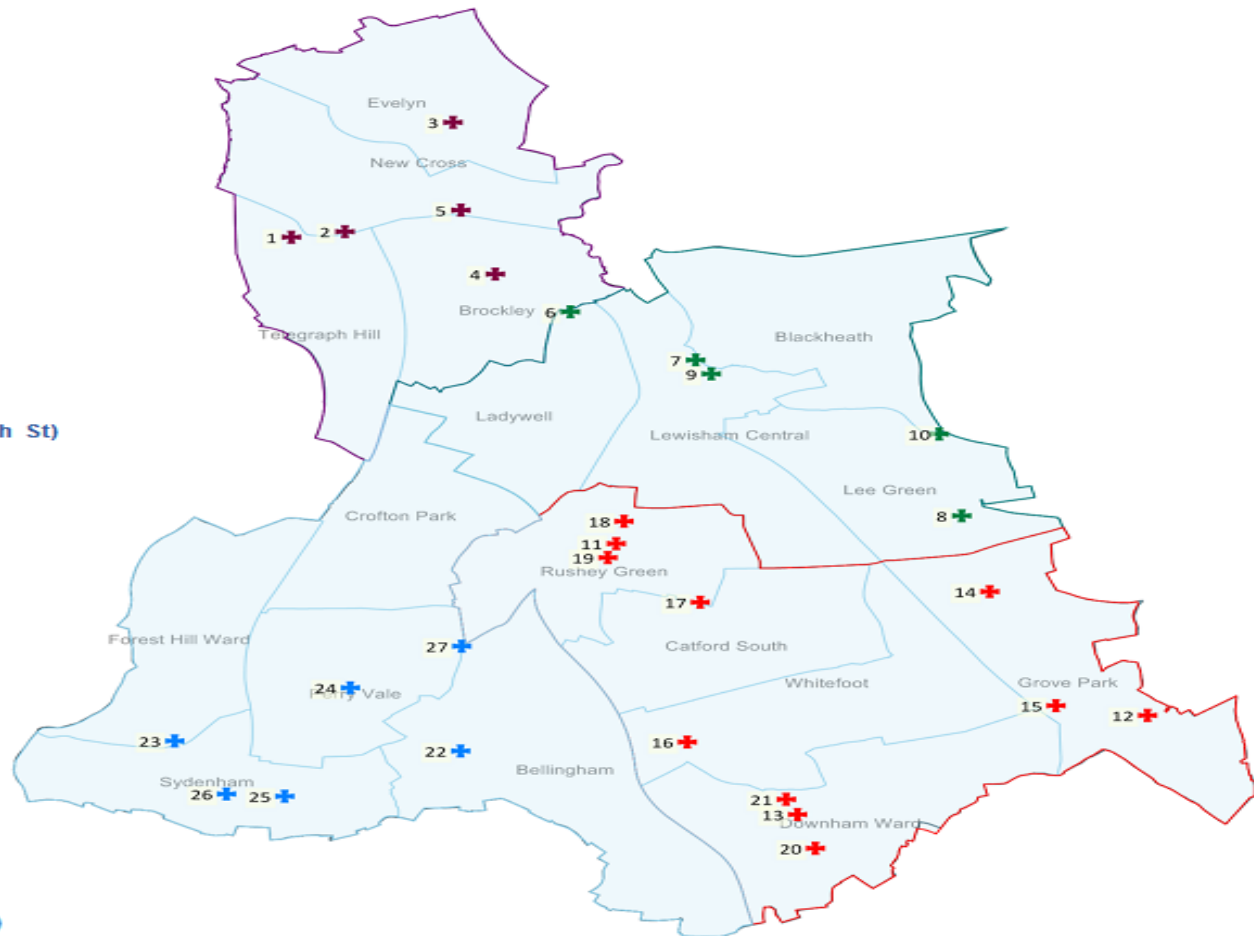 Evelyn
3
New Cross
5
1
2
4
Brockley
6
Telegraph Hill
Blackheath
7
9
Ladywell
h St)
Lewisham Central
10
Lee Green
8
Crofton Park
18
11
19
Rushey Green
14
17
Forest Hill Ward
27
Catford South
Whitefoot
Grove Park
24
Perry Vale
15
12
23
16
22
Bellingham
Sydenham
26
25
21
13
Downham Ward
20
)